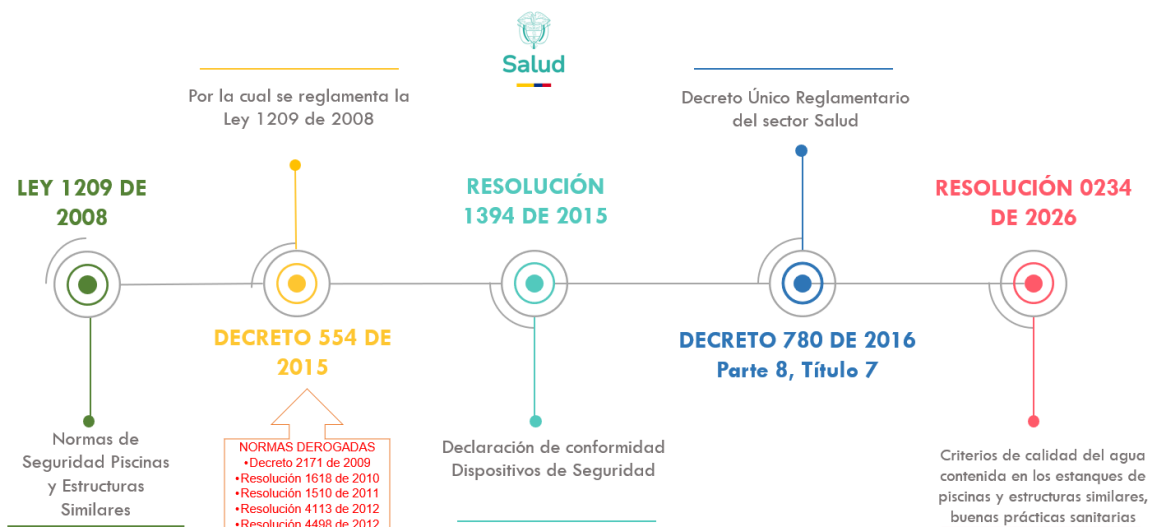 Salud
Por la cual se reglamenta la
Ley 1209 de 2008
Decreto Único Reglamentario
del sector Salud
LEY 1209 DE
2008
RESOLUCIÓN
1394 DE 2015
RESOLUCIÓN 0234
DE 2026
DECRETO 554 DE
2015
DECRETO 780 DE 2016
Parte 8, Título 7
Normas de
Seguridad Piscinas
y Estructuras
Similares
NORMAS DEROGADAS
•Decreto 2171 de 2009
•Resolución 1618 de 2010
•Resolución 1510 de 2011
•Resolución 4113 de 2012
•Resolución 4498 de 2012
Declaración de conformidad
Dispositivos de Seguridad
Criterios de calidad del agua
contenida en los estanques de
piscinas y estructuras similares,
buenas prácticas sanitarias